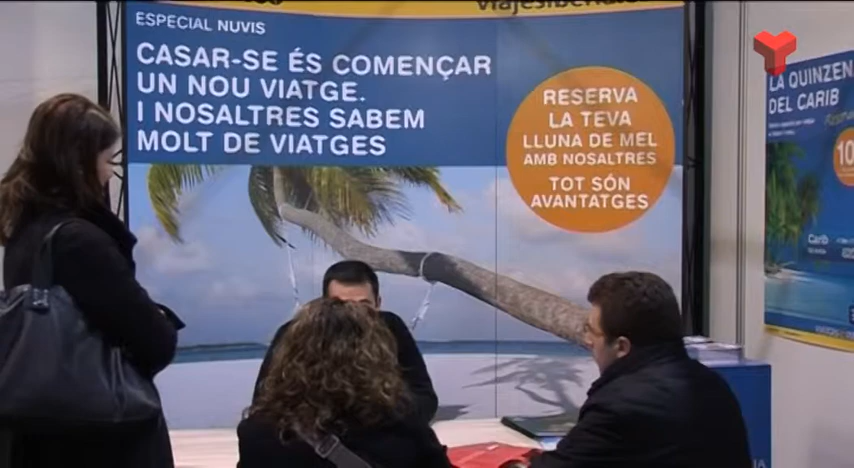 ESPECIAL NUVIS
CASAR-SE ÉS COMENÇAR
UN NOU VIATGE.
I NOSALTRES SABEM
MOLT DE VIATGES
RESERVA
LA TEVA
LLUNA DE MEL
AMB NOSALTRES
TOT SÓN
AVANTATGES
LA QUINZEN
DEL CARIB
10
Carib